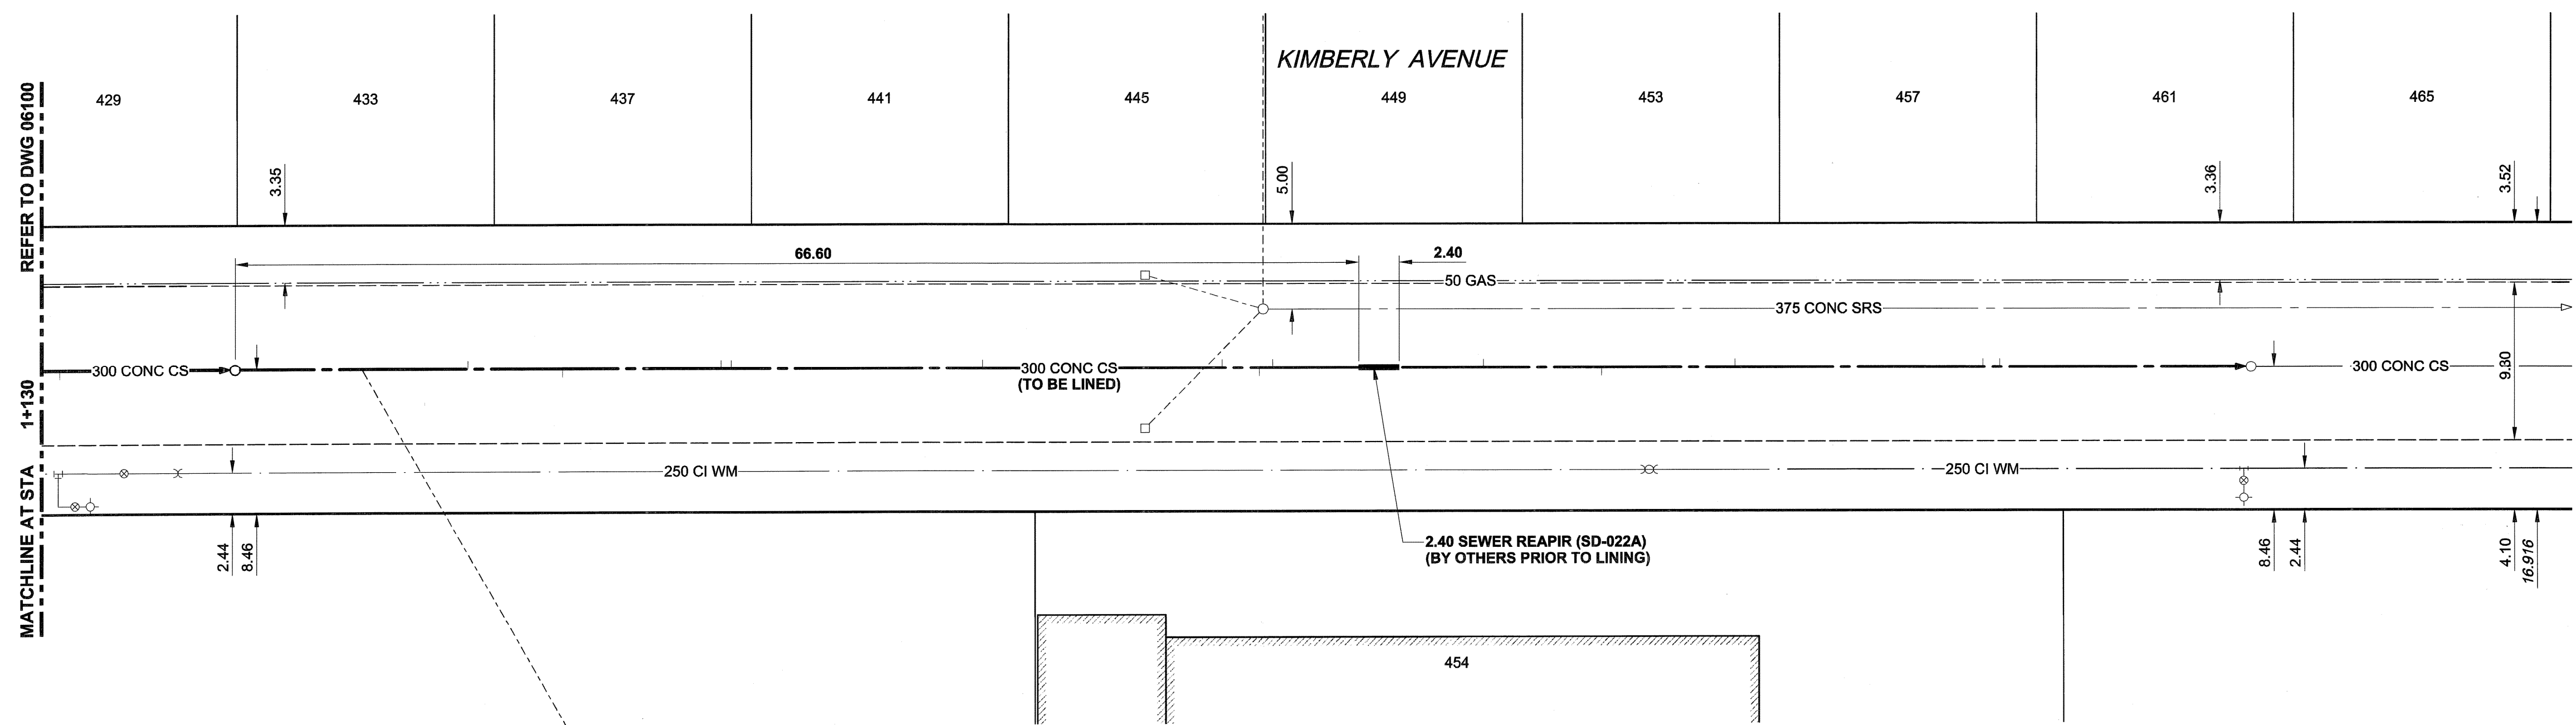 KIMBERLY AVENUE
429
433
437
441
445
449
453
457
461
465
REFER TO DWG 06100
MATCHLINE AT STA 1+130
3.35
5.00
3.36
3.52
66.60
2.40
50 GAS
375 CONC SRS
300 CONC CS
300 CONC CS
(TO BE LINED)
300 CONC CS
9.30
250 CI WM
250 CI WM
2.44
8.46
2.40 SEWER REAPIR (SD-022A)
(BY OTHERS PRIOR TO LINING)
8.46
2.44
4.10
16.916
454